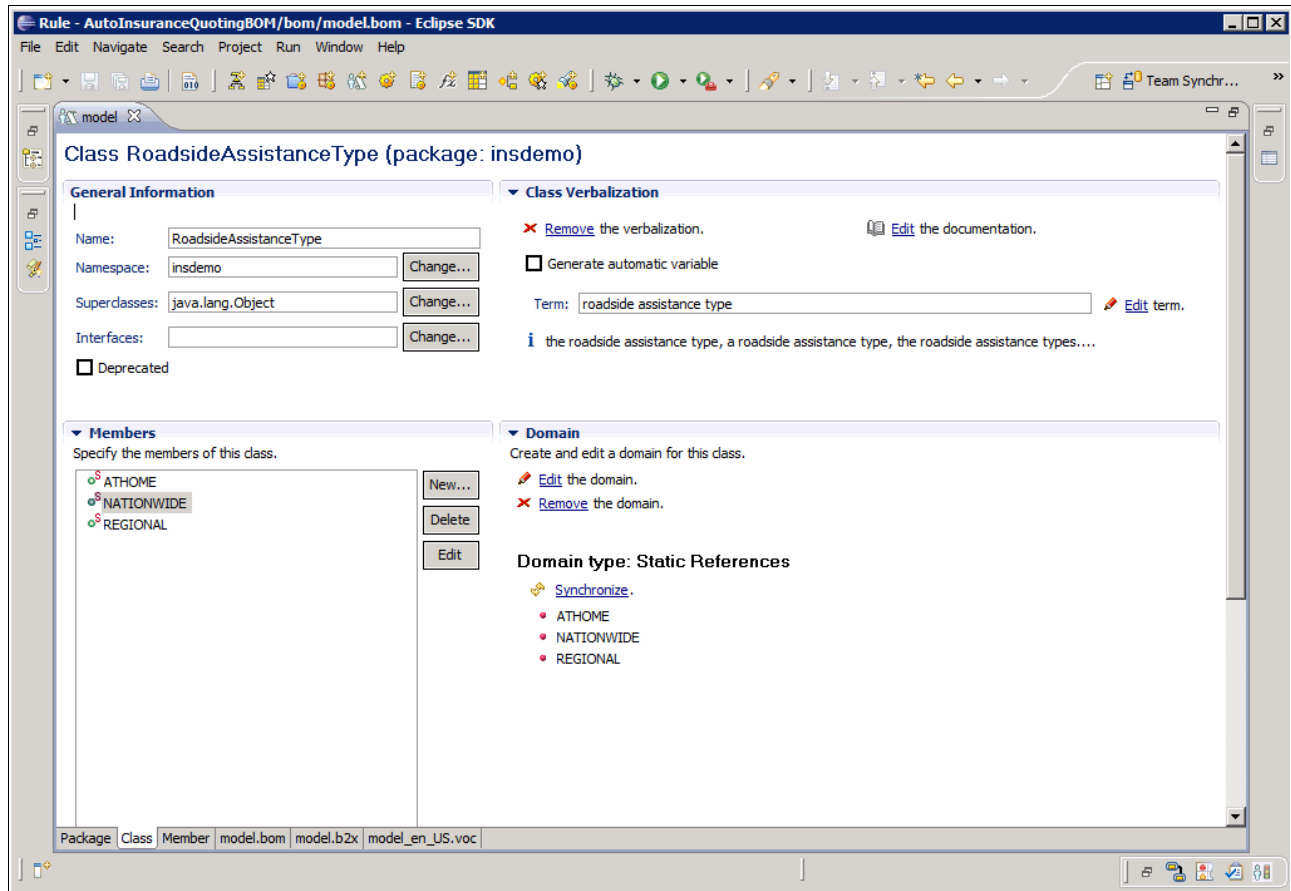 Rule - AutoInsuranceQuotingBOM/bom/model.bom - Eclipse SDK
File Edit Navigate Search Project Run Window Help
Team Synchr... »
model
Class RoadsideAssistanceType (package: insdemo)
General Information
Name: RoadsideAssistanceType
Namespace: insdemo Change...
Superclasses: java.lang.Object Change...
Interfaces: Change...
Deprecated
Class Verbalization
Remove the verbalization. Edit the documentation.
Generate automatic variable
Term: roadside assistance type Edit term.
i the roadside assistance type, a roadside assistance type, the roadside assistance types....
Members
Specify the members of this class.
S ATHOME
S NATIONWIDE
S REGIONAL
New...
Delete
Edit
Domain
Create and edit a domain for this class.
Edit the domain.
Remove the domain.
Domain type: Static References
Synchronize.
ATHOME
NATIONWIDE
REGIONAL
Package Class Member model.bom model.b2x model_en_US.voc